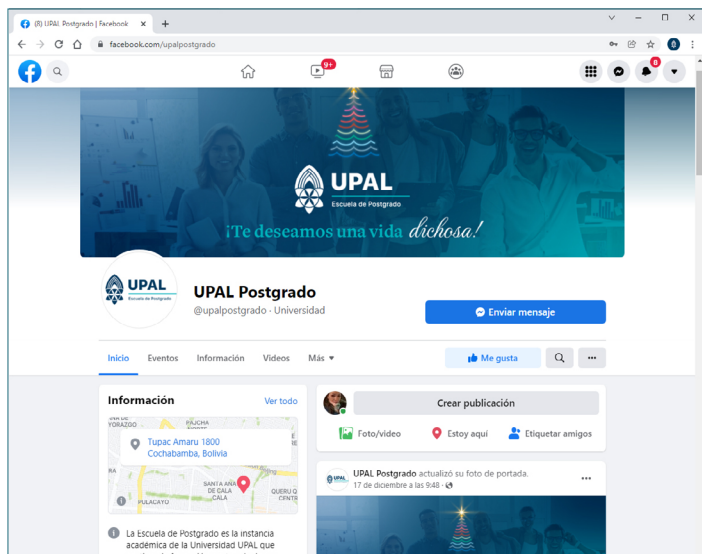 (8) UPAL Postgrado | Facebook
facebook.com/upalpostgrado
9+
8
UPAL
Escuela de Postgrado
¡Te deseamos una vida dichosa!
UPAL
Escuela de Postgrado
UPAL Postgrado
@upalpostgrado · Universidad
Enviar mensaje
Inicio Eventos Información Videos Más
Me gusta
Información Ver todo
Crear publicación
PAJCHA
Tupac Amaru 1800
Cochabamba, Bolivia
Foto/video Estoy aquí Etiquetar amigos
SANTA ANA
DE CALA
CALA
PUCACAYO
UPAL Postgrado actualizó su foto de portada.
17 de diciembre a las 9:48 ·
La Escuela de Postgrado es la instancia
académica de la Universidad UPAL que